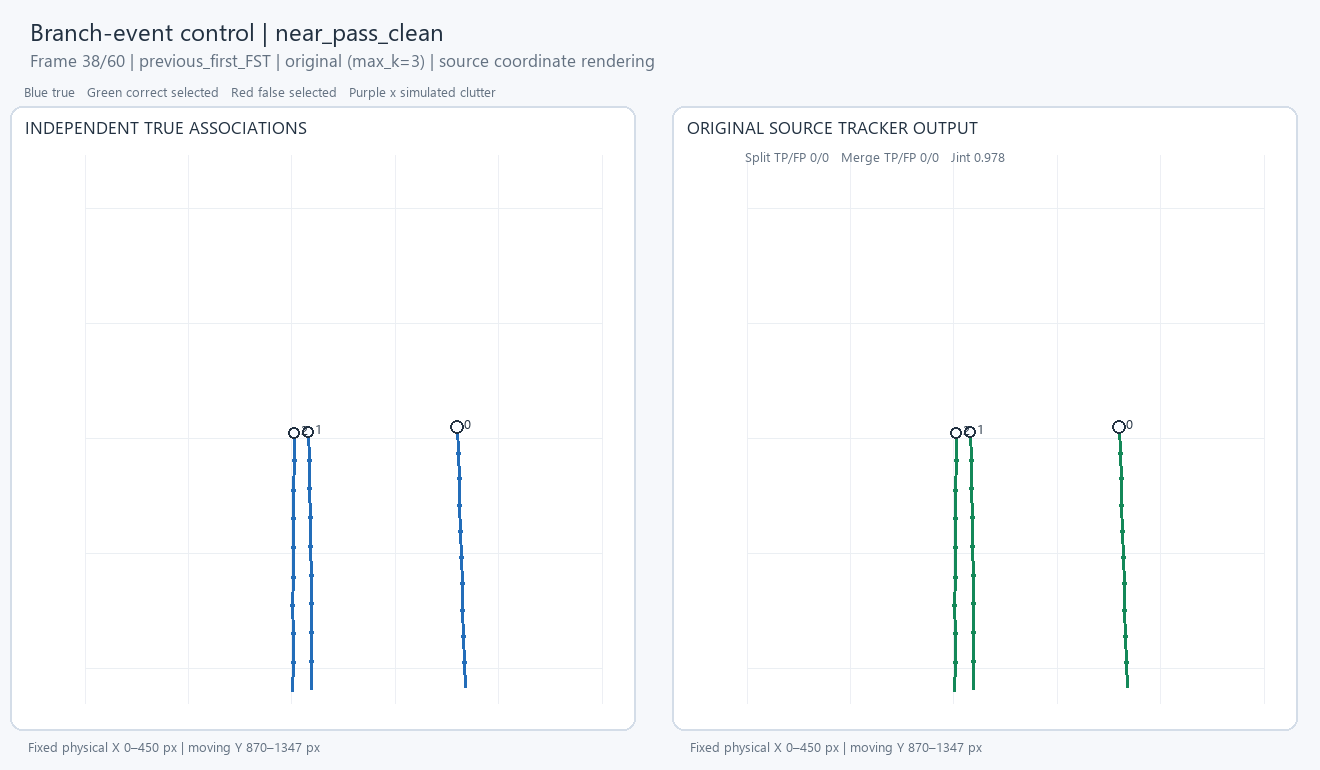 Branch-event control | near_pass_clean
Frame 38/60 | previous_first_FST | original (max_k=3) | source coordinate rendering
Blue true Green correct selected Red false selected Purple x simulated clutter
INDEPENDENT TRUE ASSOCIATIONS
2 1 0
Fixed physical X 0–450 px | moving Y 870–1347 px
ORIGINAL SOURCE TRACKER OUTPUT
Split TP/FP 0/0 Merge TP/FP 0/0 Jint 0.978
2 1 0
Fixed physical X 0–450 px | moving Y 870–1347 px